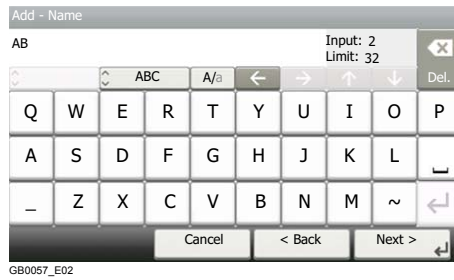 Add - Name
AB
Input: 2
Limit: 32
ABC A/a ← → ↑ ↓ Del.
Q W E R T Y U I O P
A S D F G H J K L
_ Z X C V B N M ~
Cancel < Back Next >
GB0057_E02